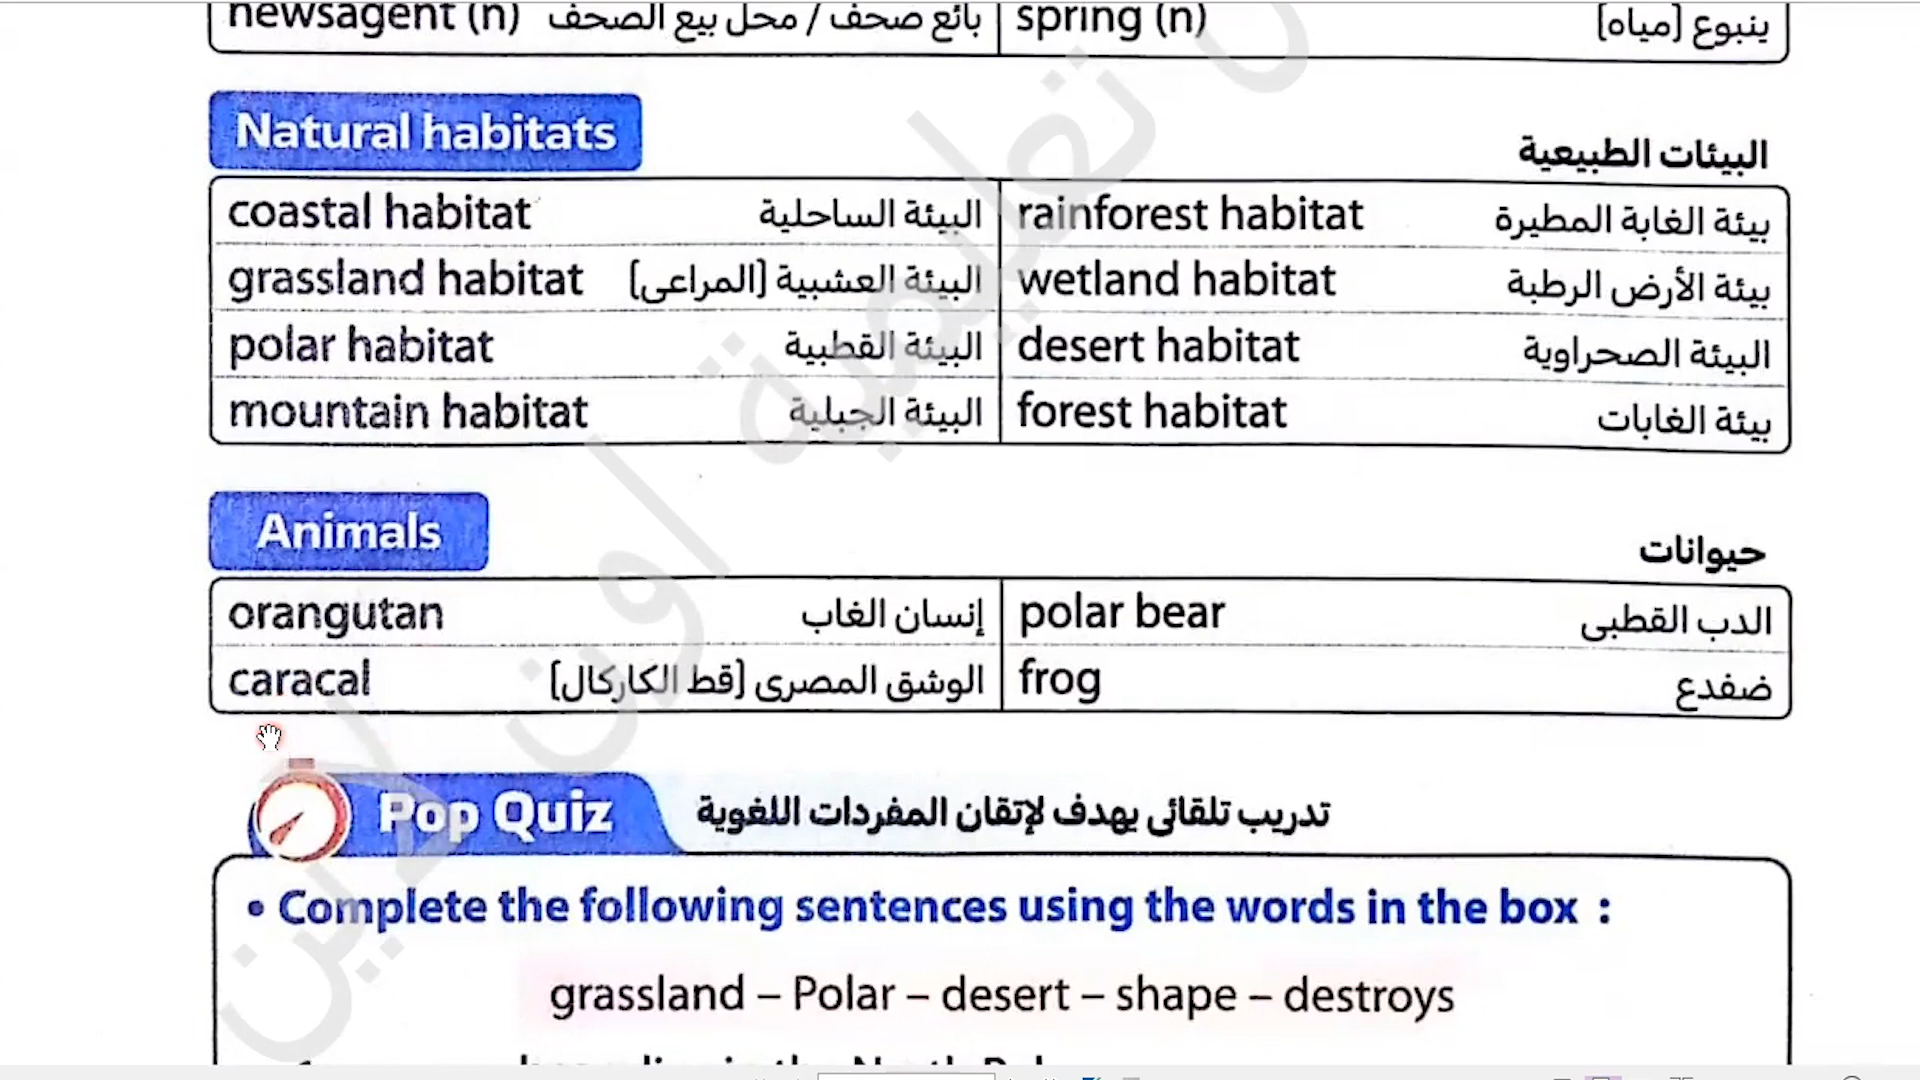 newsagent (n) بائع صحف / محل بيع الصحف spring (n) ينبوع [مياه]
Natural habitats البيئات الطبيعية
coastal habitat البيئة الساحلية rainforest habitat بيئة الغابة المطيرة
grassland habitat البيئة العشبية [المراعى] wetland habitat بيئة الأرض الرطبة
polar habitat البيئة القطبية desert habitat البيئة الصحراوية
mountain habitat البيئة الجبلية forest habitat بيئة الغابات
Animals حيوانات
orangutan إنسان الغاب polar bear الدب القطبى
caracal الوشق المصرى [قط الكاركال] frog ضفدع
Pop Quiz تدريب تلقائى يهدف لإتقان المفردات اللغوية
• Complete the following sentences using the words in the box :
grassland – Polar – desert – shape – destroys
تعليمية اون لاين